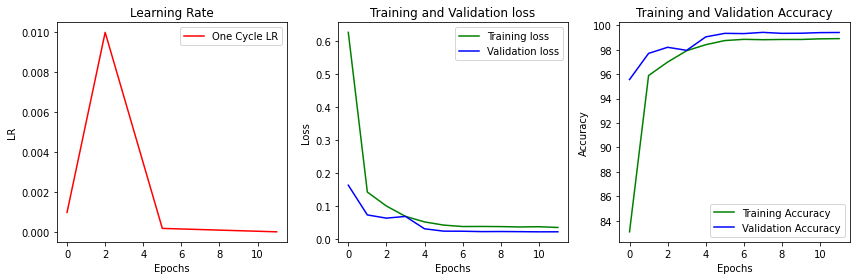 Learning Rate
One Cycle LR
0.010
0.008
0.006
0.004
0.002
0.000
LR
0 2 4 6 8 10
Epochs
Training and Validation loss
Training loss
Validation loss
0.6
0.5
0.4
0.3
0.2
0.1
0.0
Loss
0 2 4 6 8 10
Epochs
Training and Validation Accuracy
100
98
96
94
92
90
88
86
84
Accuracy
Training Accuracy
Validation Accuracy
0 2 4 6 8 10
Epochs